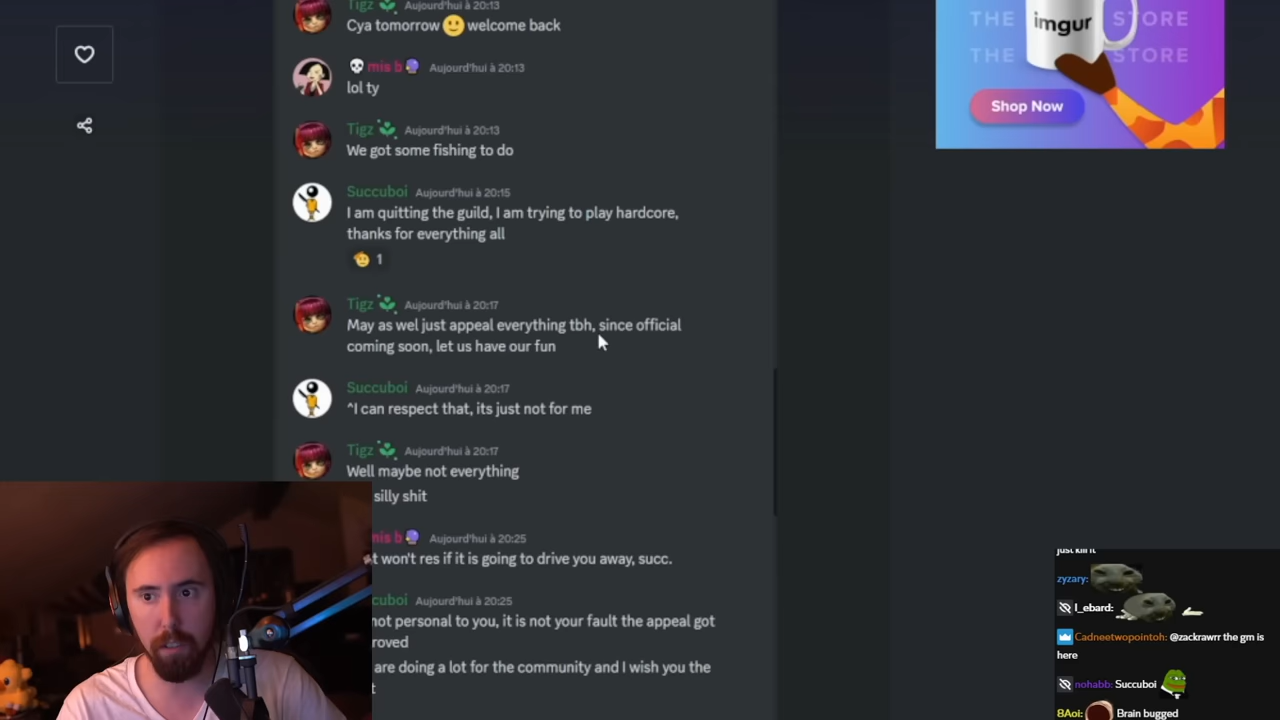 Tigz Aujourd'hui à 20:13
Cya tomorrow welcome back
mis b Aujourd'hui à 20:13
lol ty
Tigz Aujourd'hui à 20:13
We got some fishing to do
Succuboi Aujourd'hui à 20:15
I am quitting the guild, I am trying to play hardcore,
thanks for everything all
1
Tigz Aujourd'hui à 20:17
May as wel just appeal everything tbh, since official
coming soon, let us have our fun
Succuboi Aujourd'hui à 20:17
^I can respect that, its just not for me
Tigz Aujourd'hui à 20:17
Well maybe not everything
silly shit
mis b Aujourd'hui à 20:25
t won't res if it is going to drive you away, succ.
cuboi Aujourd'hui à 20:25
not personal to you, it is not your fault the appeal got
roved
are doing a lot for the community and I wish you the
t
THE STORE
THE STORE
imgur
Shop Now
just kill it
zyzary:
l_ebard:
Cadneetwopointoh: @zackrawrr the gm is
here
nohabb: Succuboi
8Aoi: Brain bugged